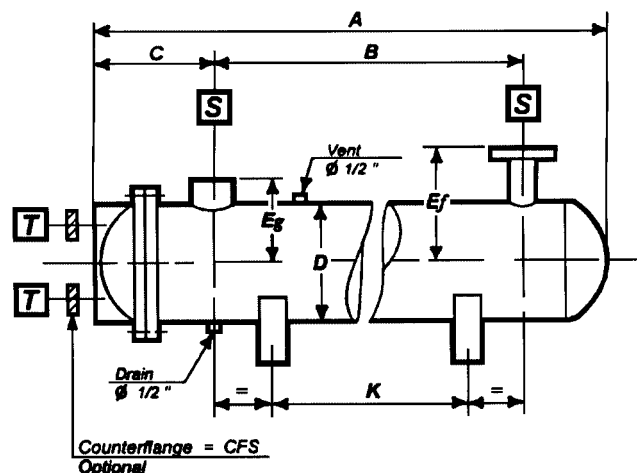 A
C
B
S
S
Vent
Ø 1/2 "
Eg
Ef
T
D
T
Drain
Ø 1/2 "
=
K
=
Counterflange = CFS
Optional